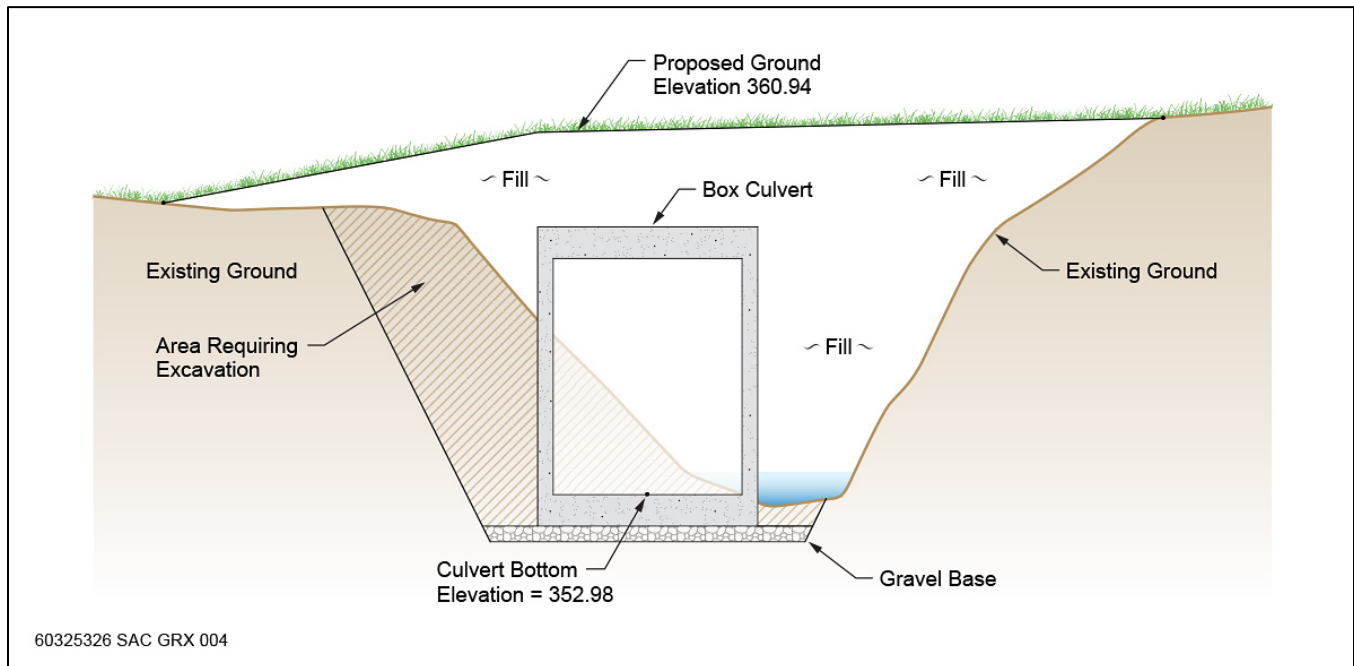 Proposed Ground
Elevation 360.94
~ Fill ~
~ Fill ~
Box Culvert
Existing Ground
Existing Ground
Area Requiring
Excavation
~ Fill ~
Culvert Bottom
Elevation = 352.98
Gravel Base
60325326 SAC GRX 004